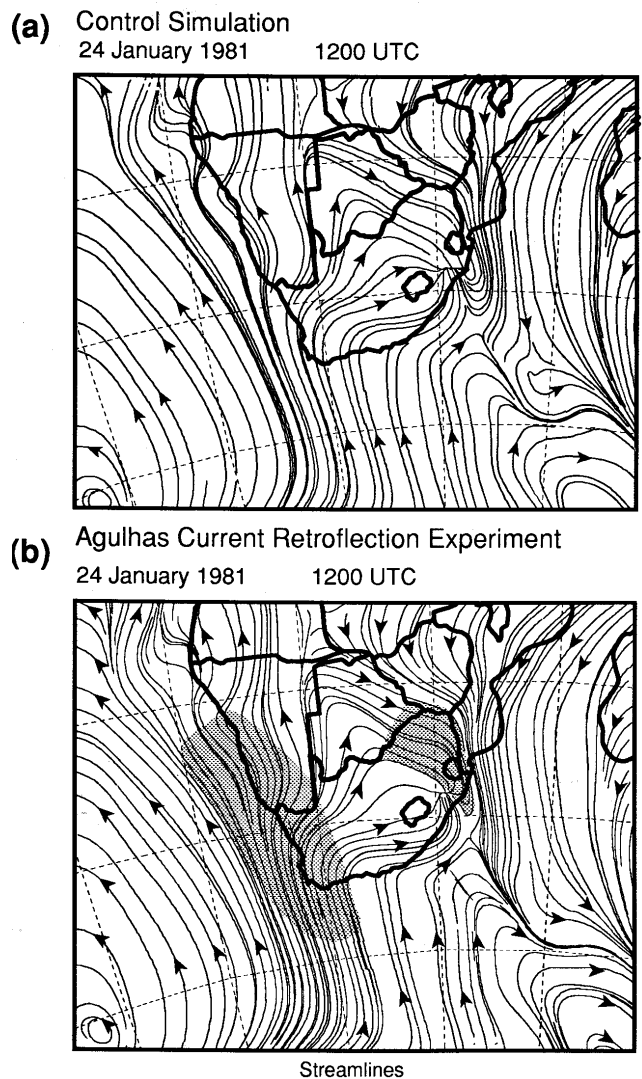 (a) Control Simulation
24 January 1981 1200 UTC
(b) Agulhas Current Retroflection Experiment
24 January 1981 1200 UTC
Streamlines